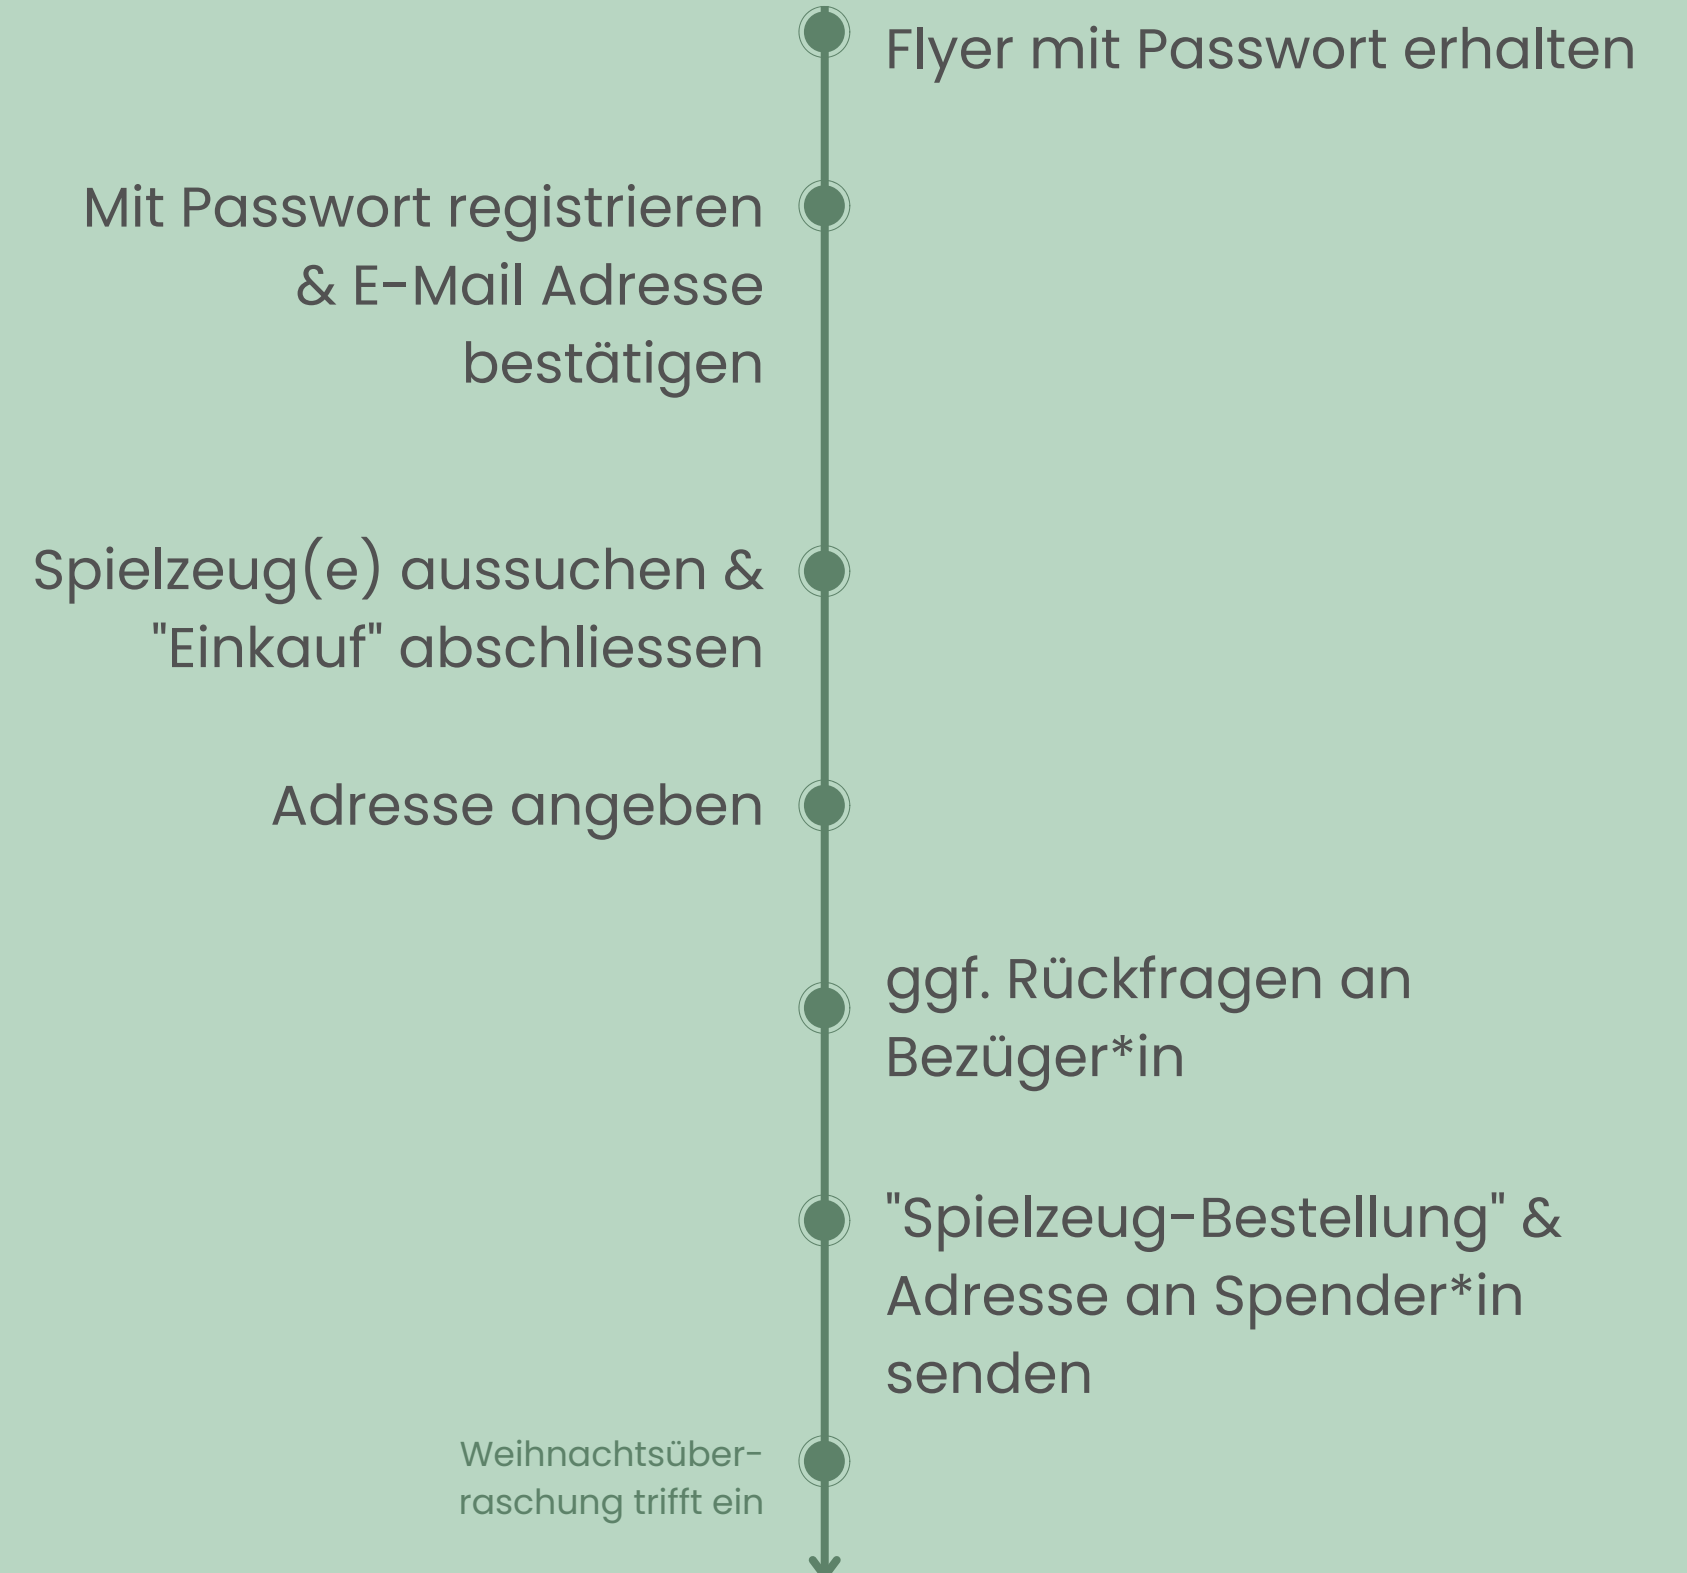 Flyer mit Passwort erhalten
Mit Passwort registrieren
& E-Mail Adresse
bestätigen
Spielzeug(e) aussuchen &
"Einkauf" abschliessen
Adresse angeben
ggf. Rückfragen an
Bezüger*in
"Spielzeug-Bestellung" &
Adresse an Spender*in
senden
Weihnachtsüber-
raschung trifft ein